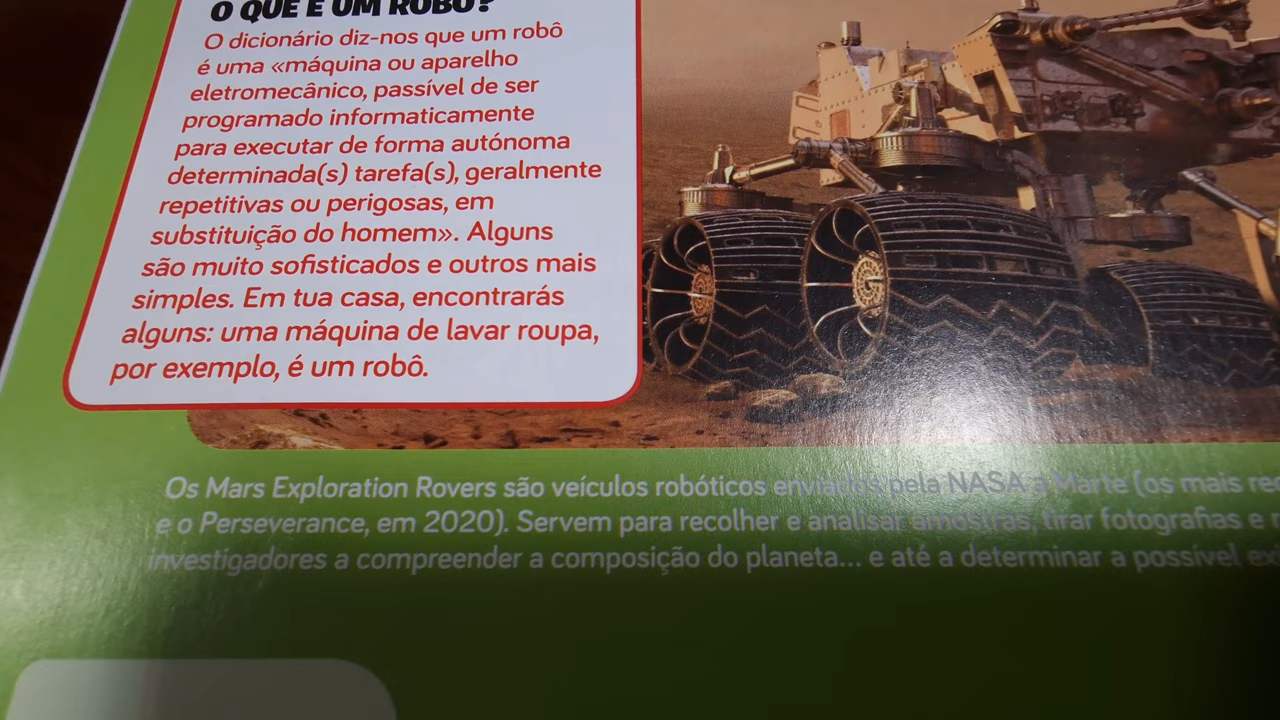 O QUE É UM ROBÔ?
O dicionário diz-nos que um robô
é uma «máquina ou aparelho
eletromecânico, passível de ser
programado informaticamente
para executar de forma autónoma
determinada(s) tarefa(s), geralmente
repetitivas ou perigosas, em
substituição do homem». Alguns
são muito sofisticados e outros mais
simples. Em tua casa, encontrarás
alguns: uma máquina de lavar roupa,
por exemplo, é um robô.
Os Mars Exploration Rovers são veículos robóticos enviados pela NASA a Marte (os mais
e o Perseverance, em 2020). Servem para recolher e analisar amostras, tirar fotografias e
investigadores a compreender a composição do planeta... e até a determinar a possível